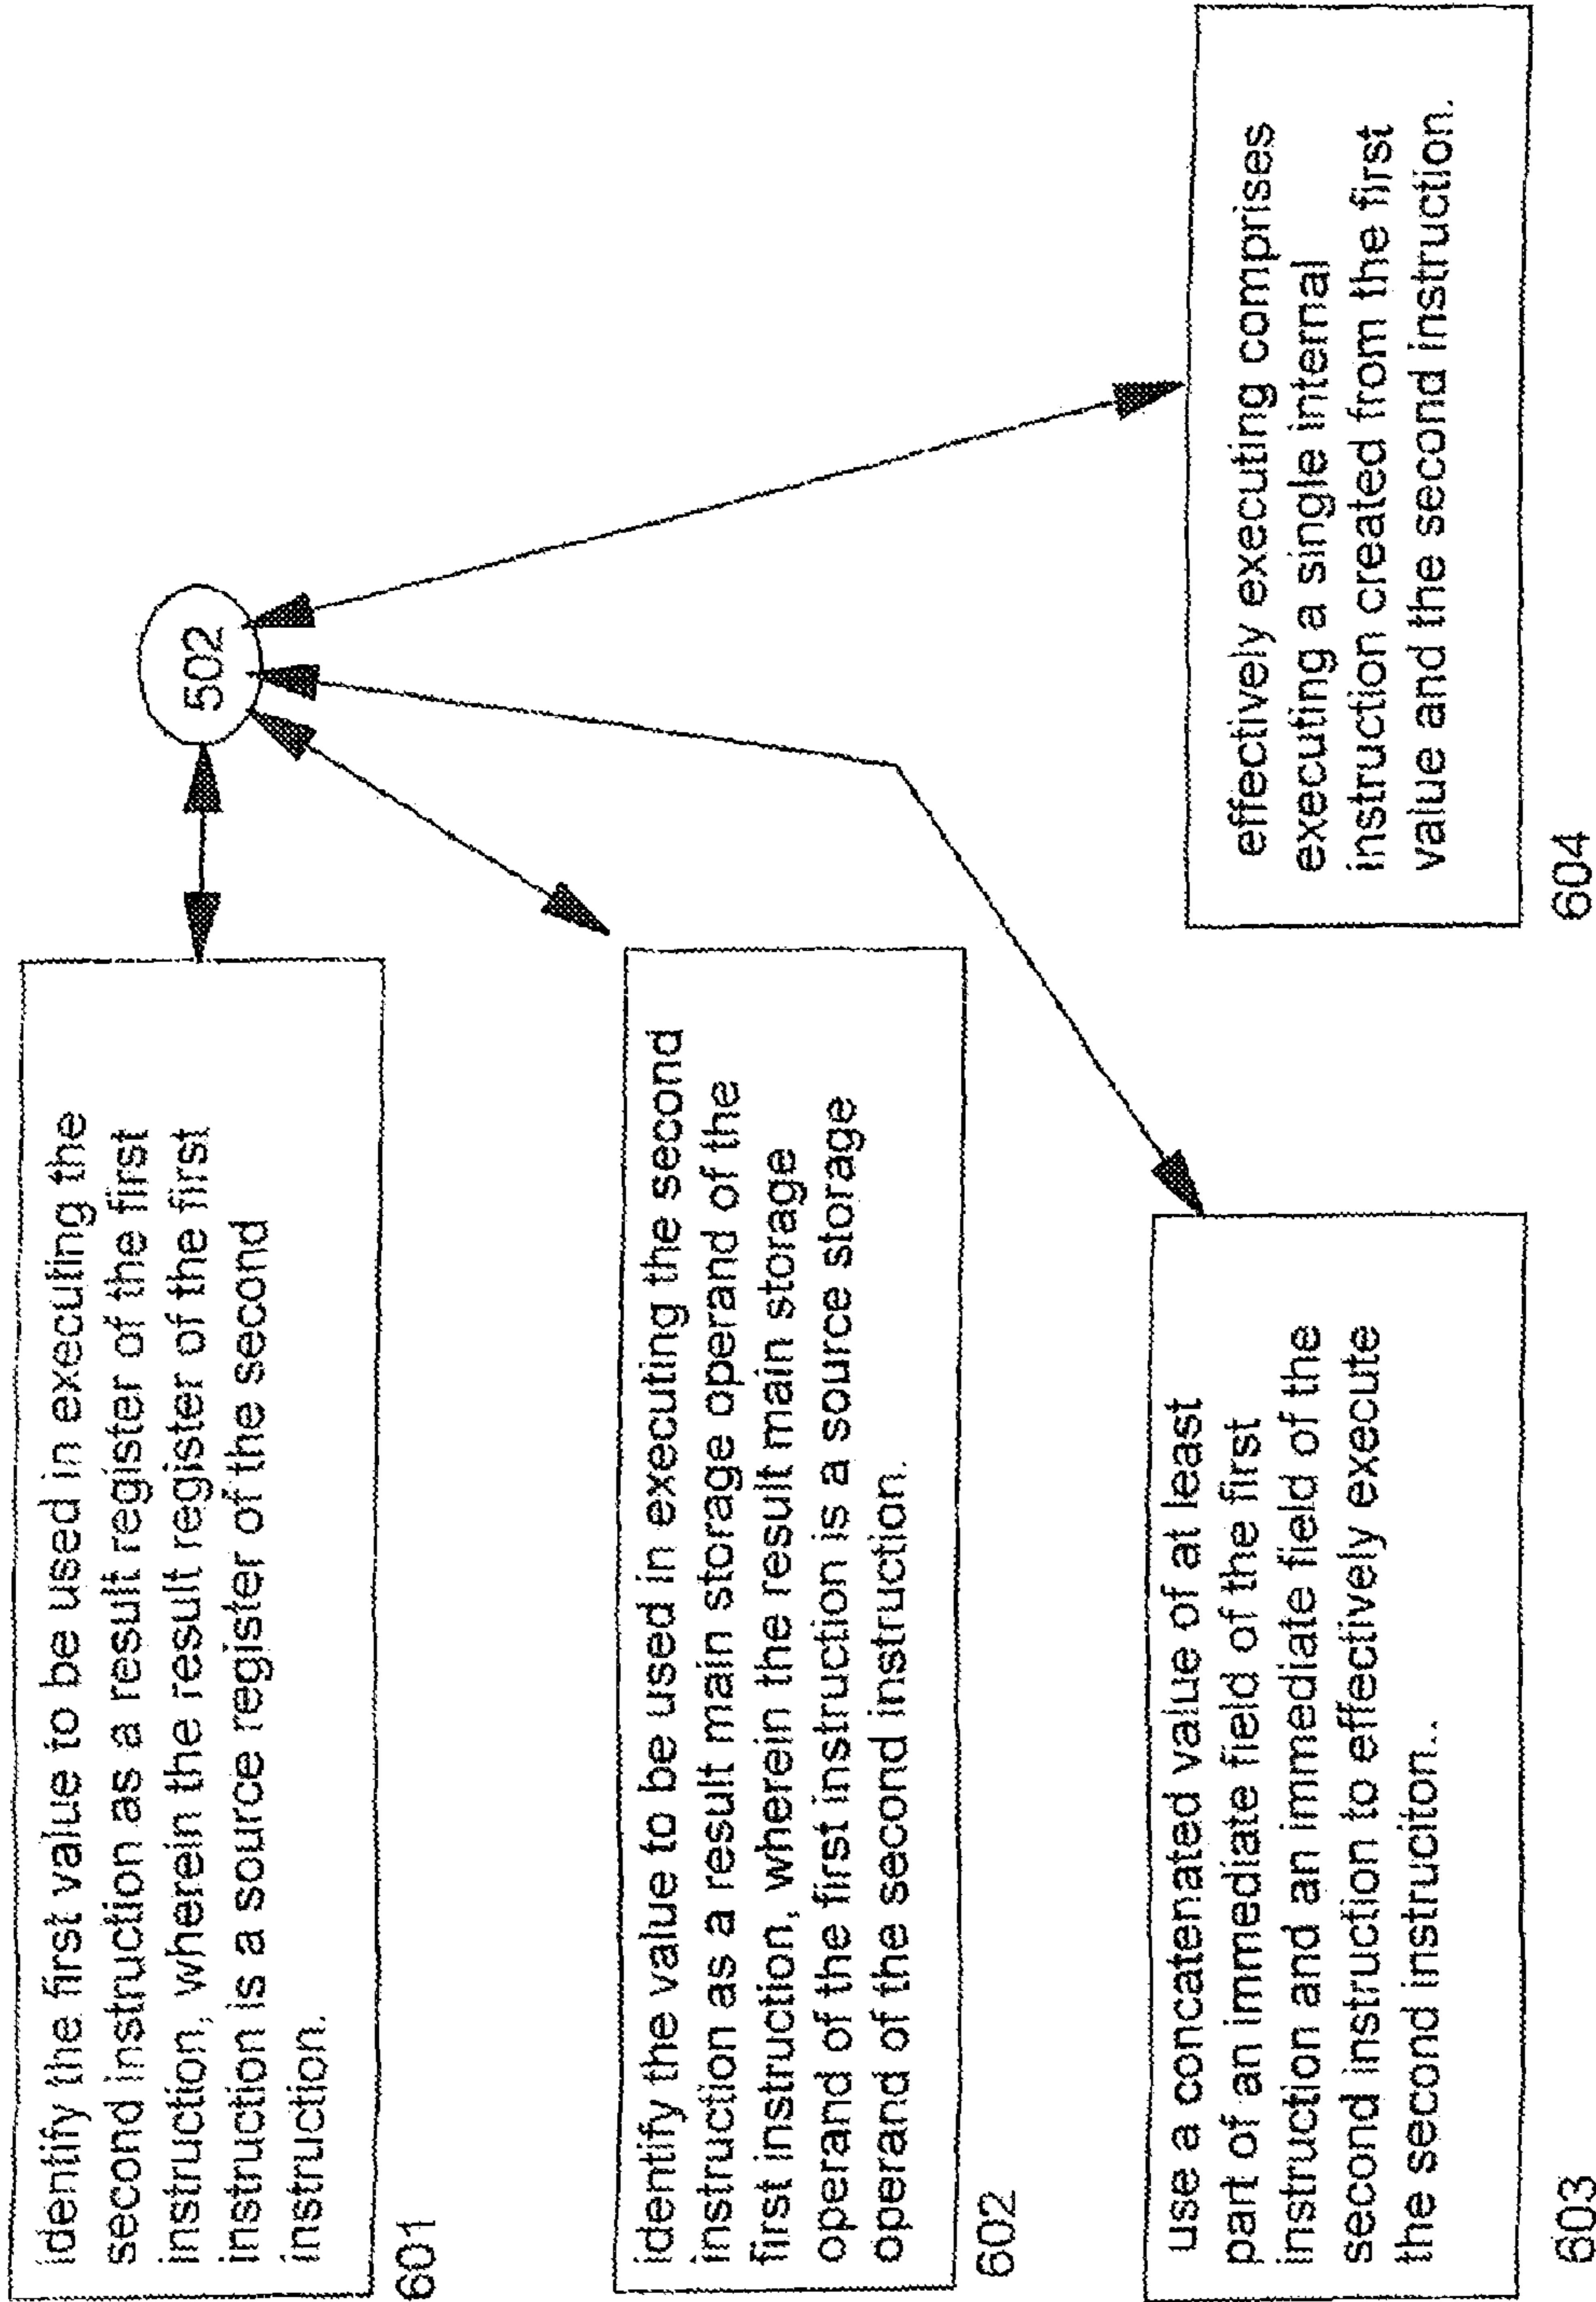 identify the first value to be used in executing the
second instruction as a result register of the first
instruction, wherein the result register of the first
instruction is a source register of the second
instruction.
601
502
identify the value to be used in executing the second
instruction as a result main storage operand of the
first instruction, wherein the result main storage
operand of the first instruction is a source storage
operand of the second instruction.
602
use a concatenated value of at least
part of an immediate field of the first
instruction and an immediate field of the
second instruction to effectively execute
the second instruciton..
603
effectively executing comprises
executing a single internal
instruction created from the first
value and the second instruction.
604